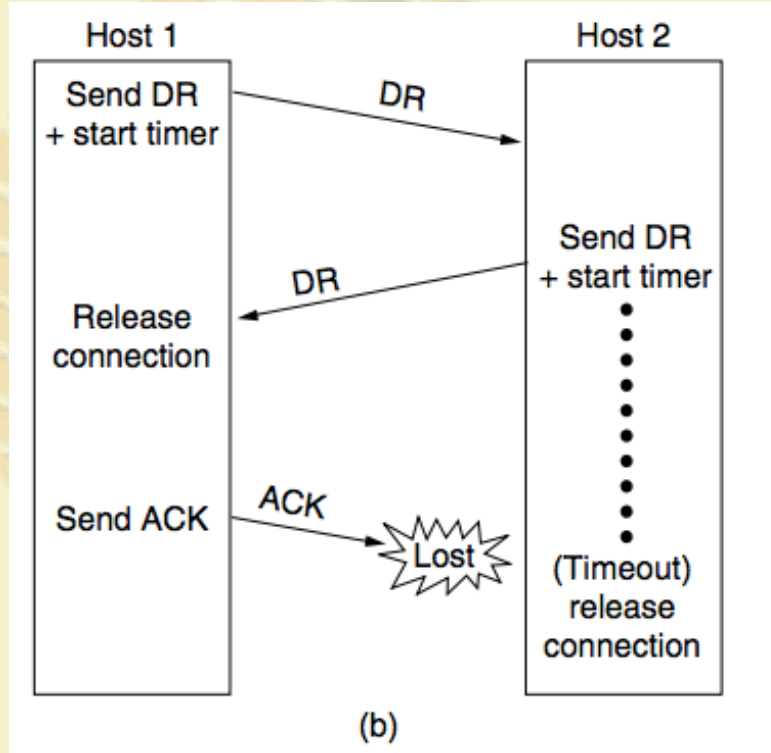 Host 1
Host 2
Send DR
+ start timer
DR
Send DR
+ start timer
DR
Release
connection
Send ACK
ACK
Lost
(Timeout)
release
connection
(b)